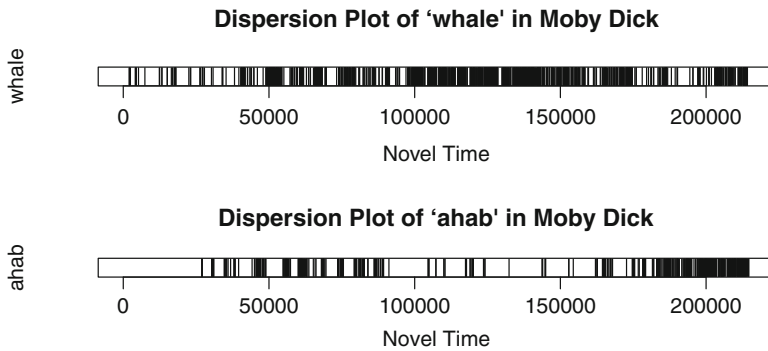 Dispersion Plot of ‘whale' in Moby Dick
whale
0 50000 100000 150000 200000
Novel Time
Dispersion Plot of ‘ahab' in Moby Dick
ahab
0 50000 100000 150000 200000
Novel Time